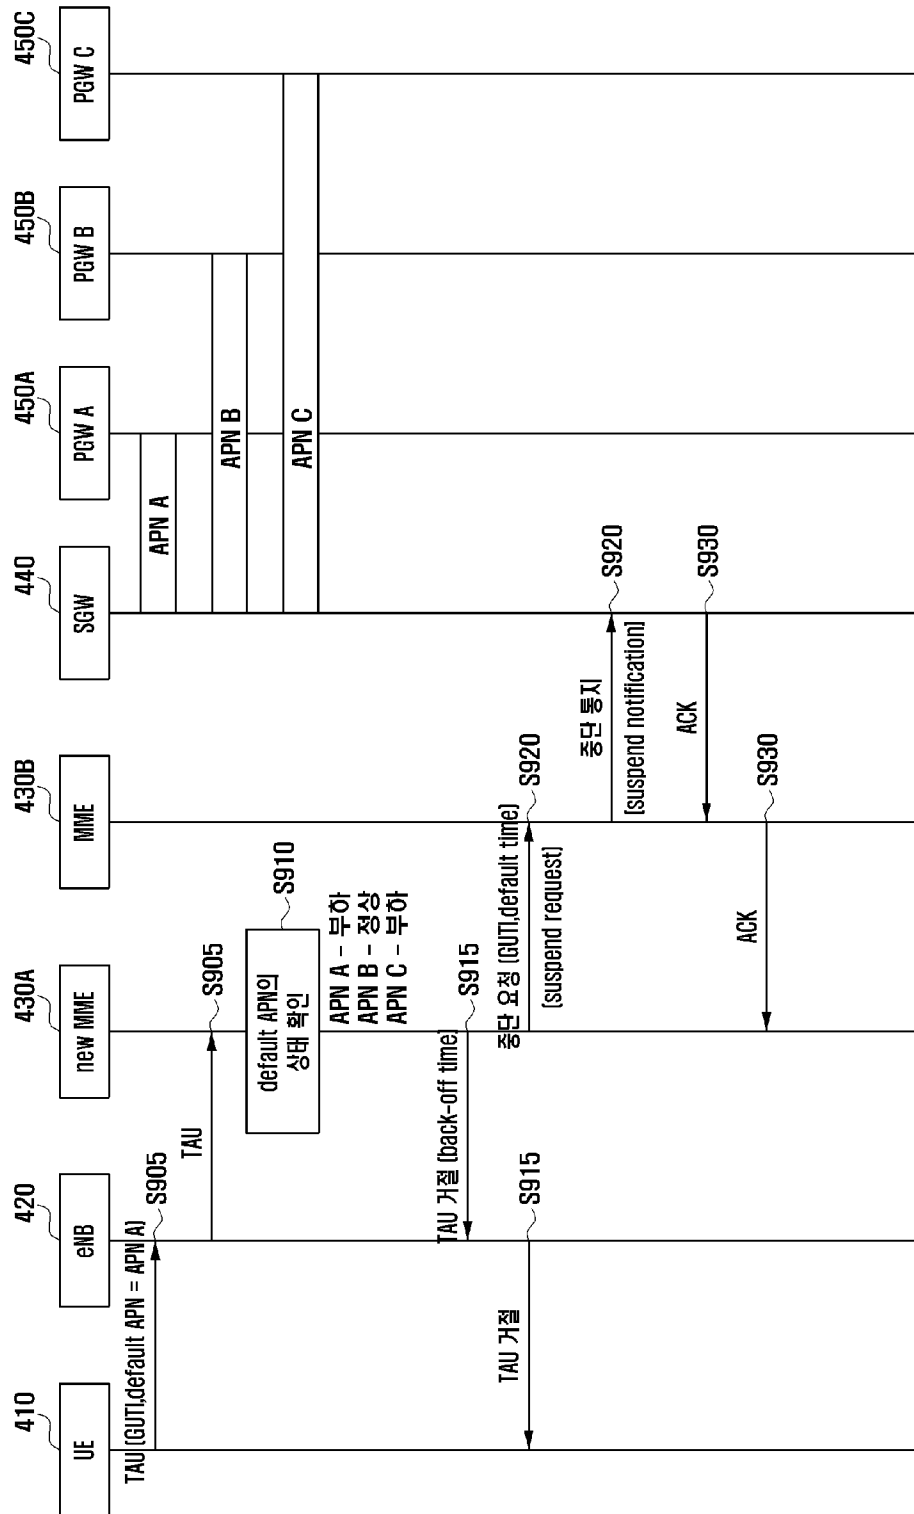 410
UE
420
eNB
430A
new MME
430B
MME
440
SGW
450A
PGW A
450B
PGW B
450C
PGW C
TAU (GUTI,default APN = APN A)
S905
APN A
TAU
S905
APN B
default APN의
상태 확인
S910
APN C
APN A - 부하
APN B - 정상
APN C - 부하
TAU 거절 (back-off time)
S915
TAU 거절
S915
중단 요청 (GUTI,default time)
(suspend request)
S920
중단 통지
(suspend notification)
S920
ACK
S930
ACK
S930